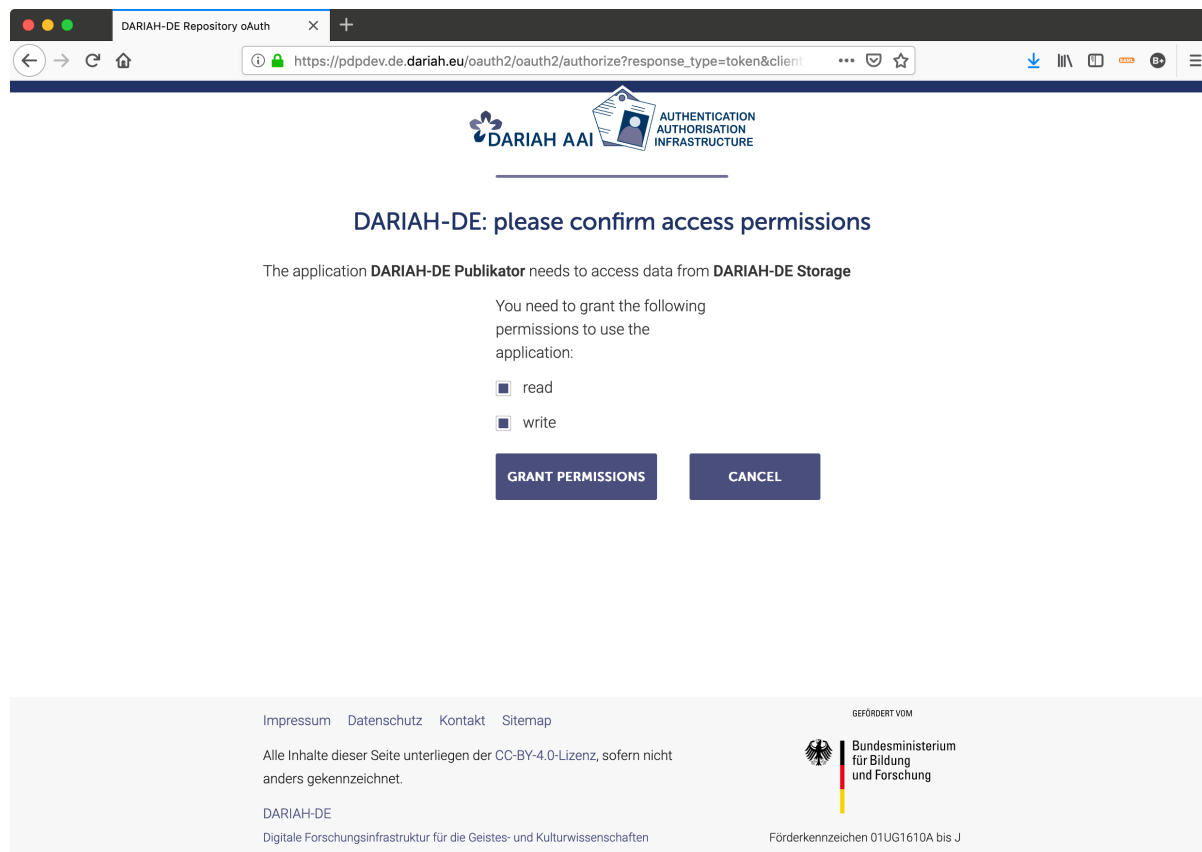 DARIAH-DE Repository oAuth
https://pdpdev.de.dariah.eu/oauth2/oauth2/authorize?response_type=token&client
DARIAH AAI
AUTHENTICATION
AUTHORISATION
INFRASTRUCTURE
DARIAH-DE: please confirm access permissions
The application DARIAH-DE Publikator needs to access data from DARIAH-DE Storage
You need to grant the following
permissions to use the
application:
read
write
GRANT PERMISSIONS CANCEL
Impressum Datenschutz Kontakt Sitemap
Alle Inhalte dieser Seite unterliegen der CC-BY-4.0-Lizenz, sofern nicht
anders gekennzeichnet.
DARIAH-DE
Digitale Forschungsinfrastruktur für die Geistes- und Kulturwissenschaften
GEFÖRDERT VOM
Bundesministerium
für Bildung
und Forschung
Förderkennzeichen 01UG1610A bis J